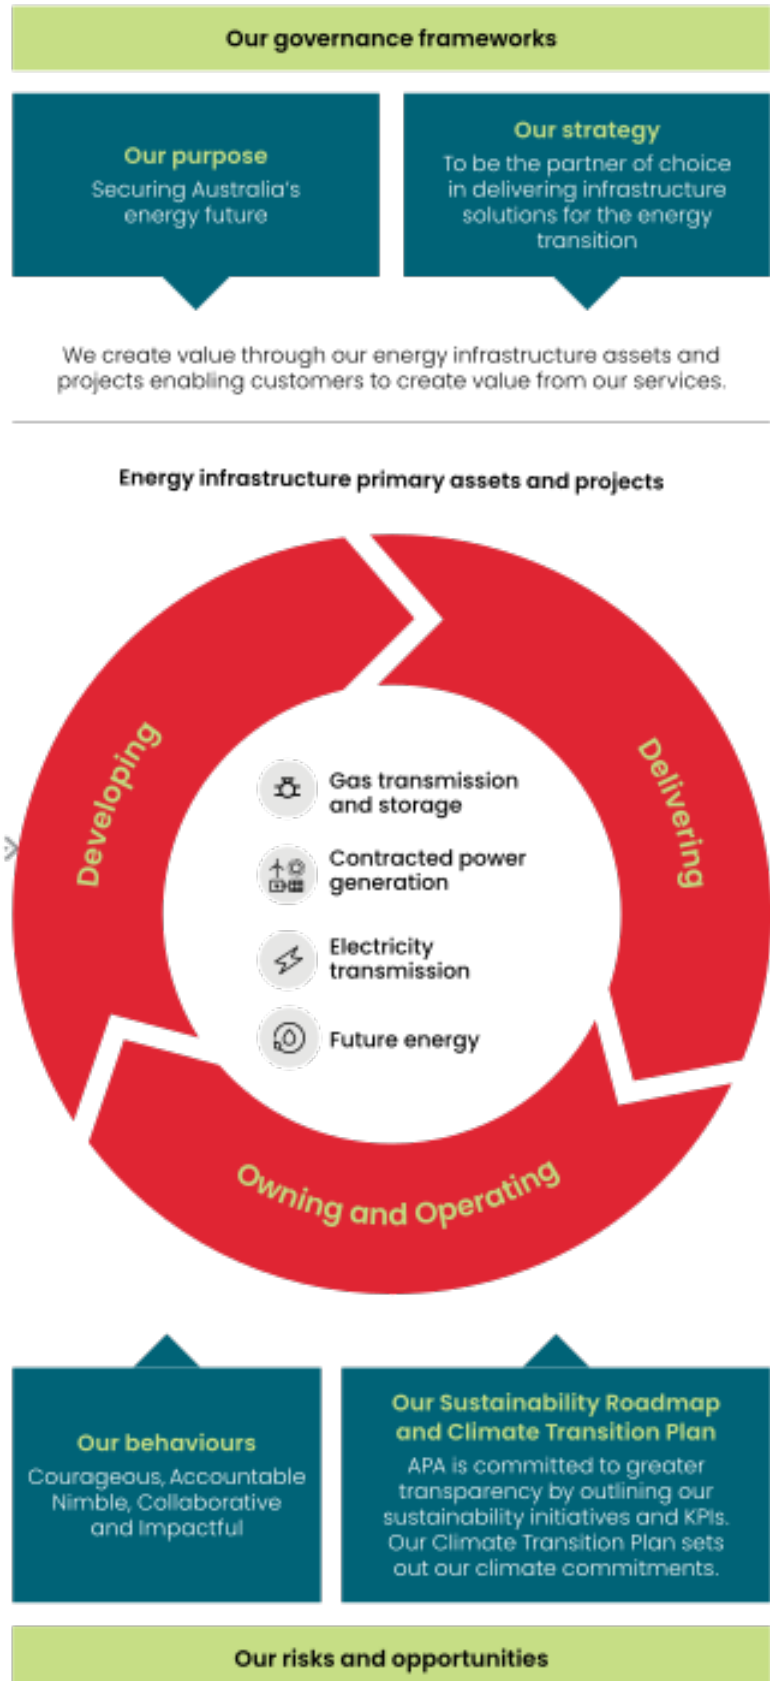 Our governance frameworks
Our purpose
Securing Australia's
energy future
Our strategy
To be the partner of choice
in delivering infrastructure
solutions for the energy
transition
We create value through our energy infrastructure assets and
projects enabling customers to create value from our services.
Energy infrastructure primary assets and projects
Developing
Delivering
Gas transmission
and storage
Contracted power
generation
Electricity
transmission
Future energy
Owning and Operating
Our behaviours
Courageous, Accountable
Nimble, Collaborative
and Impactful
Our Sustainability Roadmap
and Climate Transition Plan
APA is committed to greater
transparency by outlining our
sustainability initiatives and KPIs.
Our Climate Transition Plan sets
out our climate commitments.
Our risks and opportunities